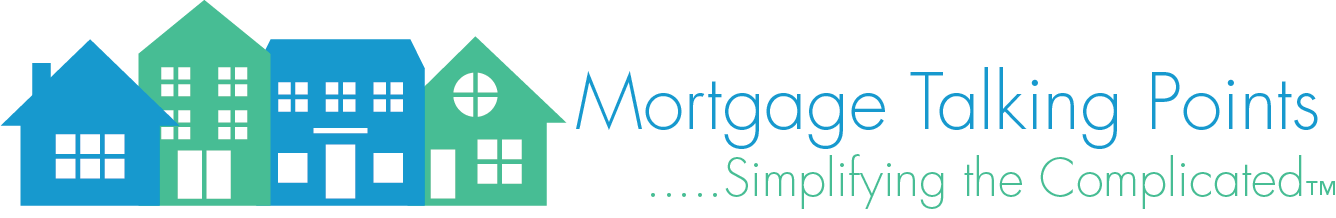 Mortgage Talking Points
.....Simplifying the Complicated™